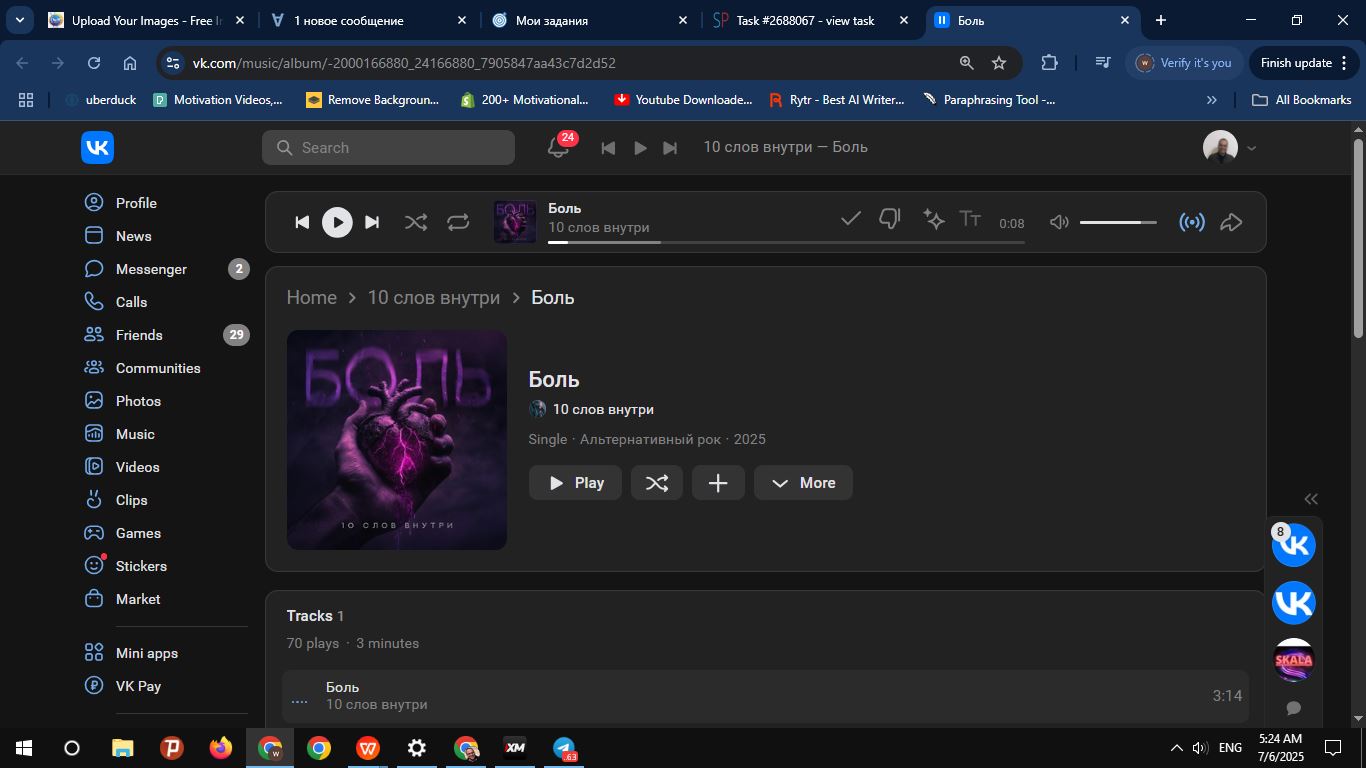 Upload Your Images - Free I
1 новое сообщение
Мои задания
Task #2688067 - view task
Боль
vk.com/music/album/-2000166880_24166880_7905847aa43c7d2d52
Verify it's you
Finish update
uberduck
Motivation Videos,...
Remove Backgroun...
200+ Motivational...
Youtube Downloade...
Rytr - Best AI Writer...
Paraphrasing Tool -...
All Bookmarks
Search
24
10 слов внутри — Боль
Profile
News
Messenger 2
Calls
Friends 29
Communities
Photos
Music
Videos
Clips
Games
Stickers
Market
Mini apps
VK Pay
Боль
10 слов внутри
0:08
Home > 10 слов внутри > Боль
БОЛЬ
10 СЛОВ ВНУТРИ
Боль
10 слов внутри
Single · Альтернативный рок · 2025
Play
More
8
SKALA
Tracks 1
70 plays · 3 minutes
Боль
10 слов внутри
3:14
ENG
5:24 AM
7/6/2025